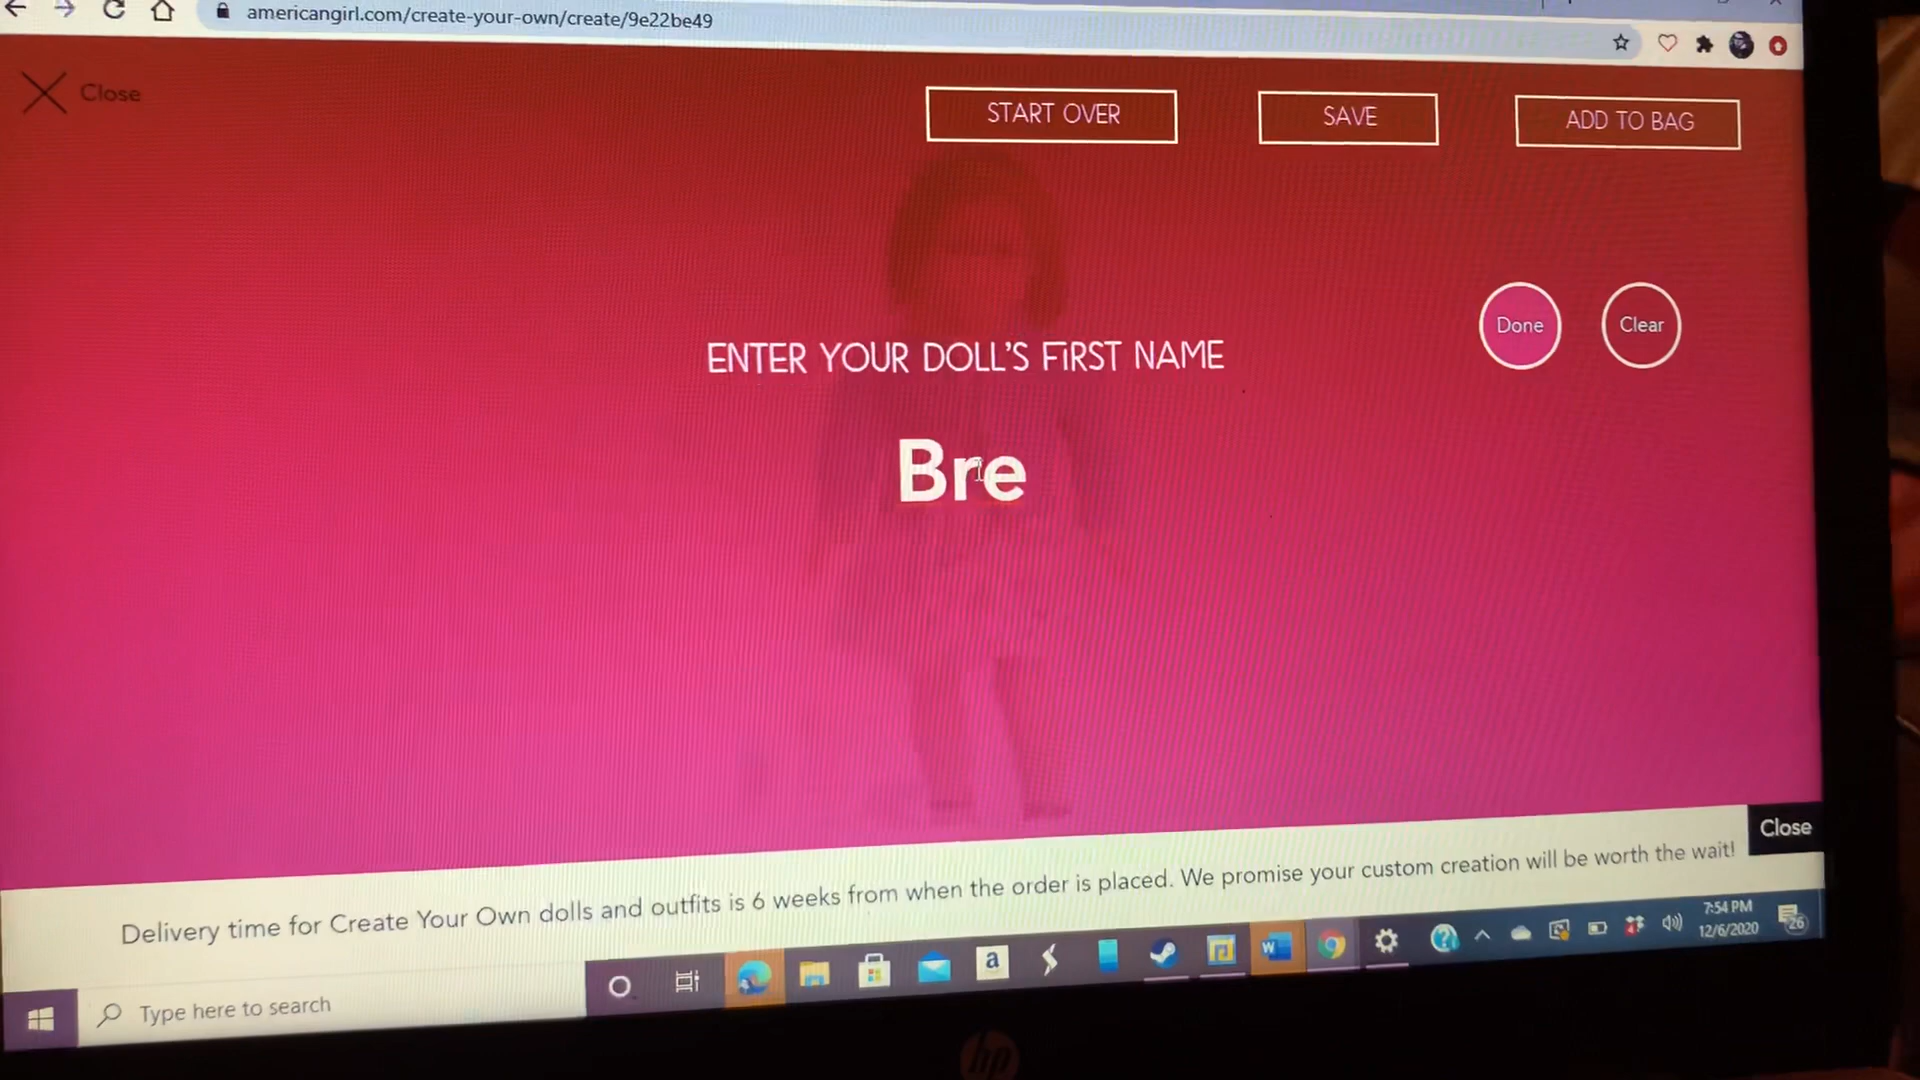 americangirl.com/create-your-own/create/9e22be49
Close
START OVER
SAVE
ADD TO BAG
Done
Clear
ENTER YOUR DOLL'S FIRST NAME
Bre
Close
Delivery time for Create Your Own dolls and outfits is 6 weeks from when the order is placed. We promise your custom creation will be worth the wait!
7:54 PM
12/6/2020
26
Type here to search
a
W
hp